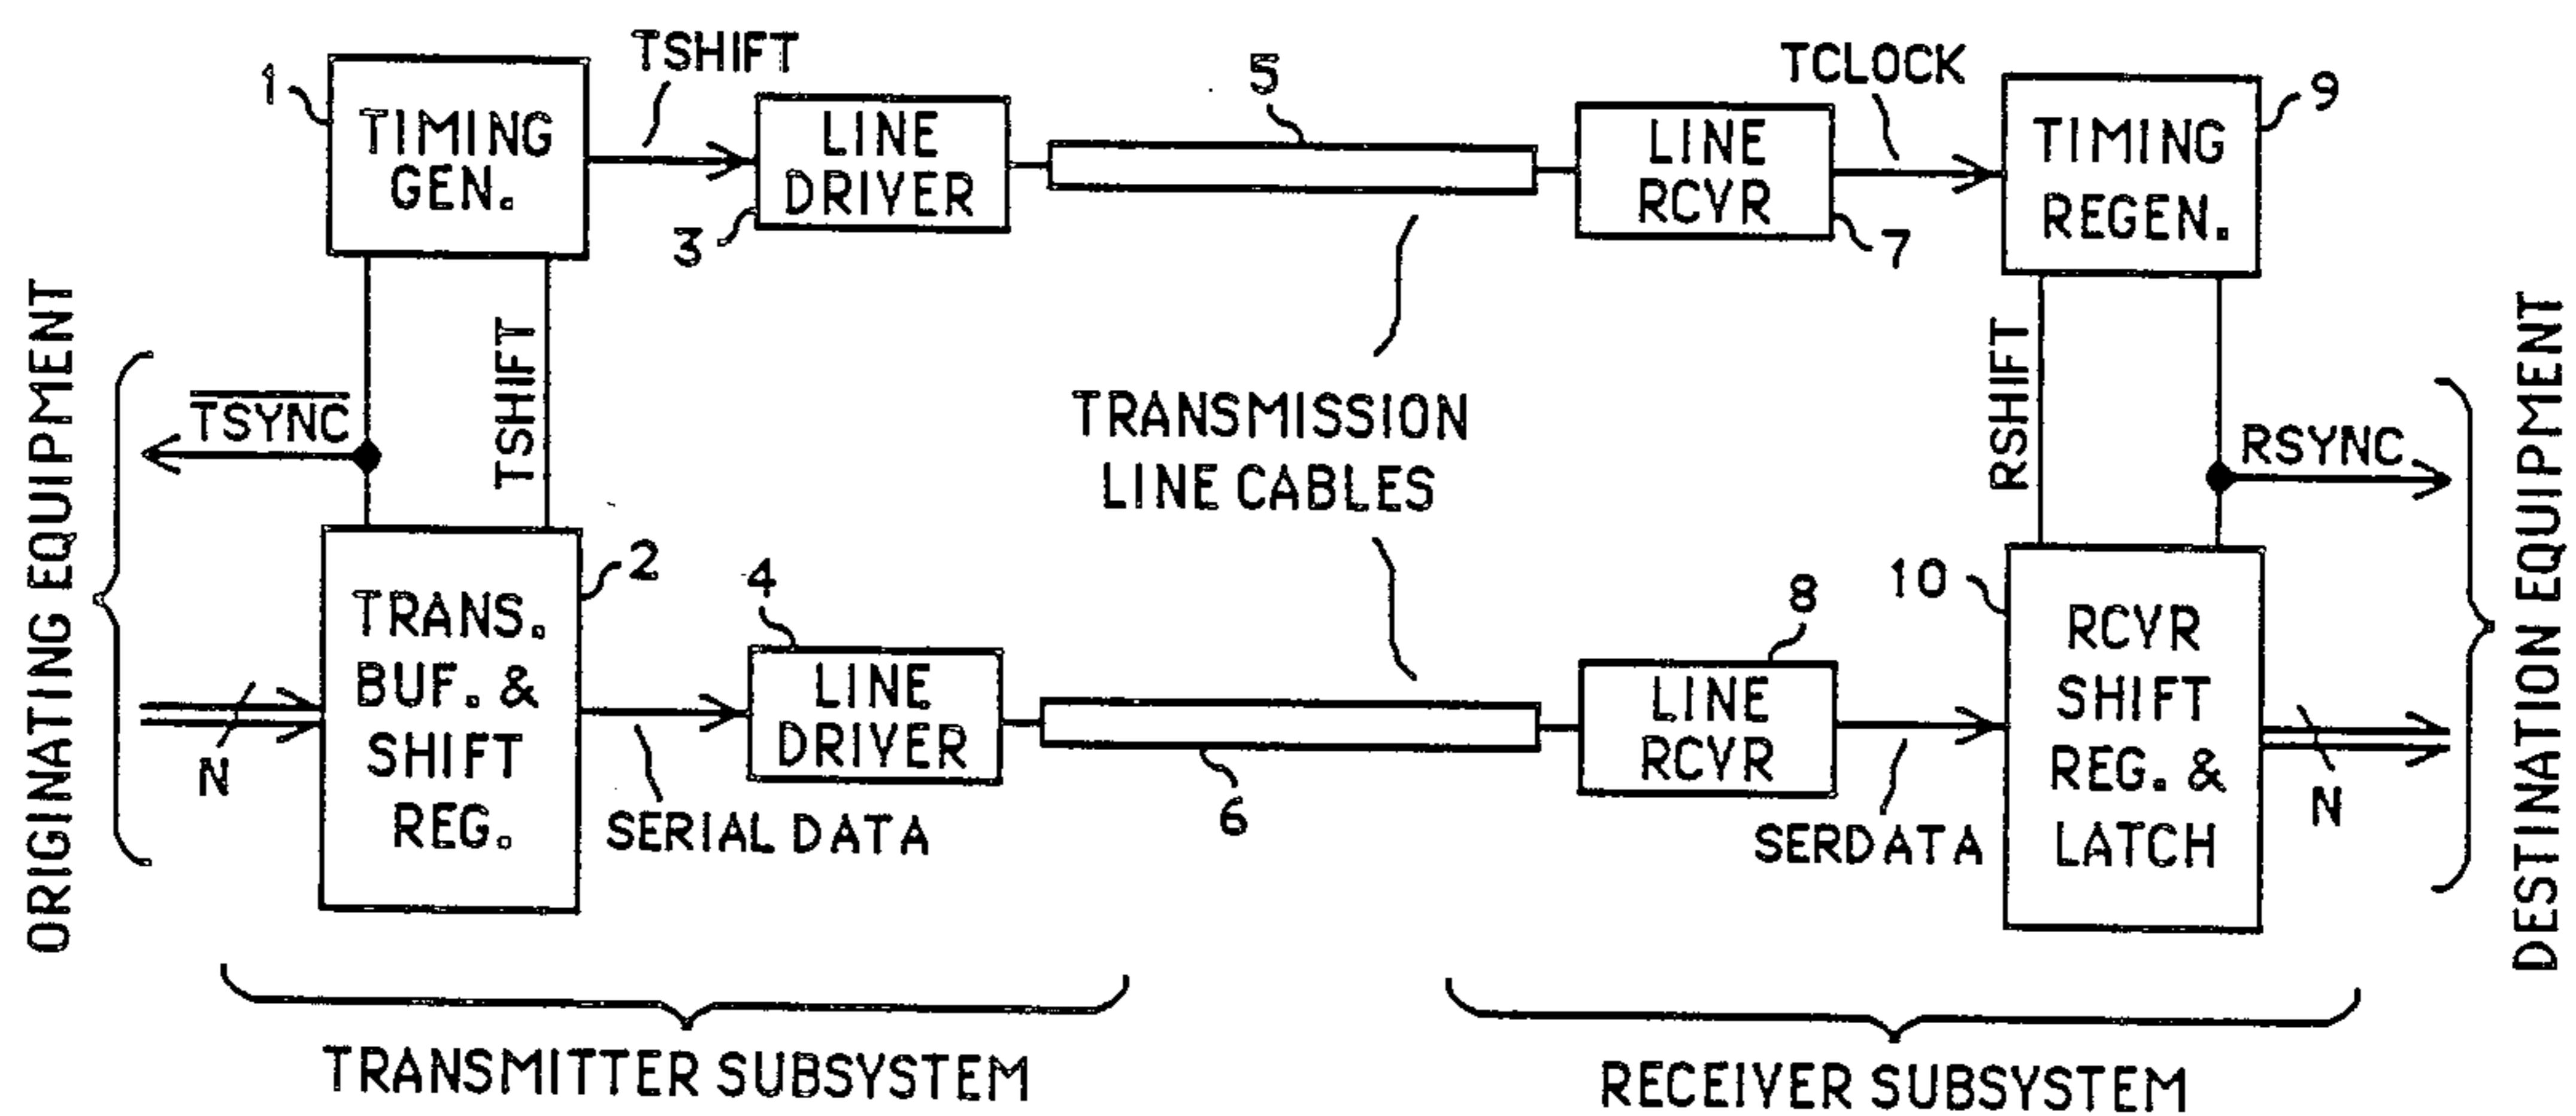 TSHIFT
TCLOCK
1
TIMING
GEN.
LINE
DRIVER
3
5
LINE
RCVR
7
TIMING
REGEN.
9
ORIGINATING EQUIPMENT
TSYNC
TSHIFT
TRANSMISSION
LINE CABLES
RSHIFT
RSYNC
DESTINATION EQUIPMENT
N
TRANS.
BUF. &
SHIFT
REG.
2
SERIAL DATA
4
LINE
DRIVER
6
LINE
RCVR
8
SERDATA
10
RCVR
SHIFT
REG. &
LATCH
N
TRANSMITTER SUBSYSTEM
RECEIVER SUBSYSTEM